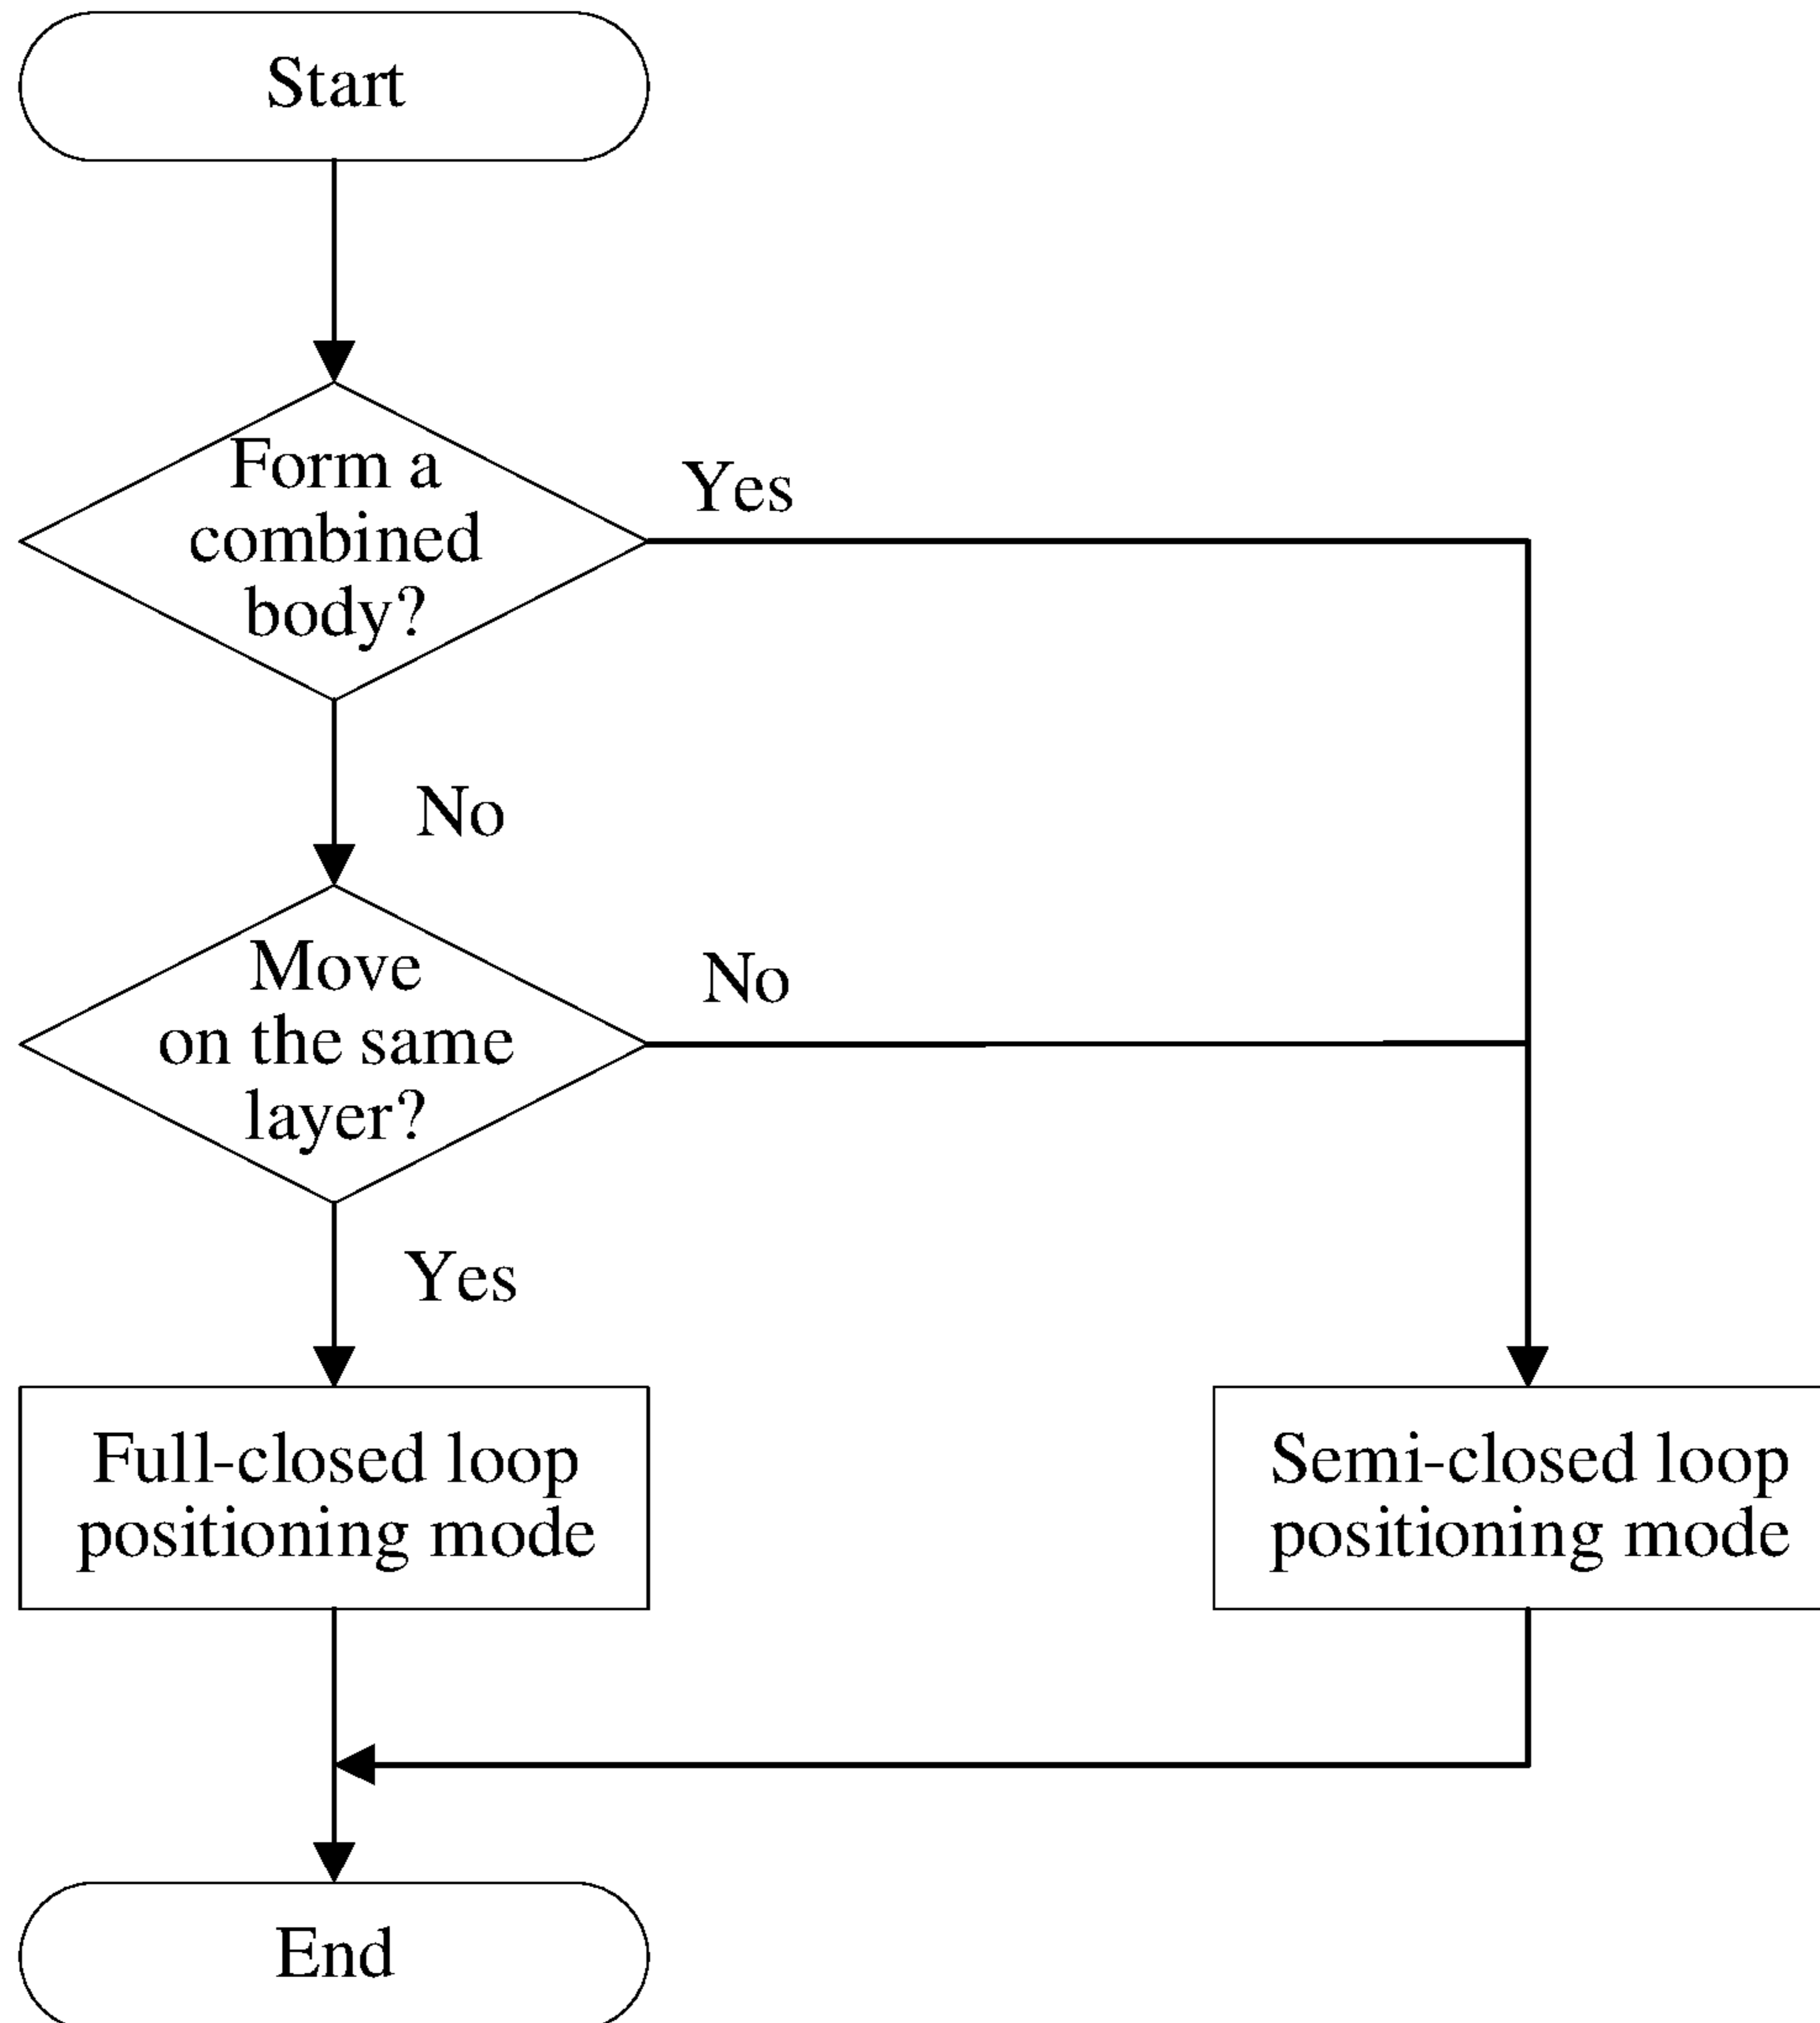 Start
Form a
combined
body?
Yes
No
Move
on the same
layer?
No
Yes
Full-closed loop
positioning mode
Semi-closed loop
positioning mode
End